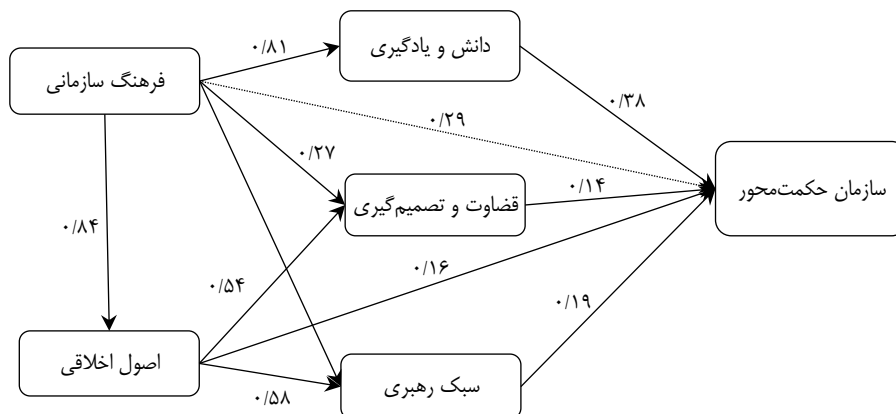 دانش و یادگیری
۰/۸۱
فرهنگ سازمانی
۰/۳۸
۰/۲۹
۰/۲۷
سازمان حکمت‌محور
قضاوت و تصمیم‌گیری
۰/۱۴
۰/۸۴
۰/۱۶
۰/۵۴
۰/۱۹
اصول اخلاقی
سبک رهبری
۰/۵۸